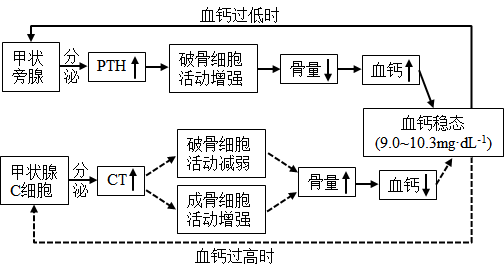 血钙过低时
甲状
旁腺
分
泌
PTH
破骨细胞
活动增强
骨量
血钙
血钙稳态
(9.0~10.3mg·dL-1)
甲状腺
C细胞
分
泌
CT
破骨细胞
活动减弱
成骨细胞
活动增强
骨量
血钙
血钙过高时